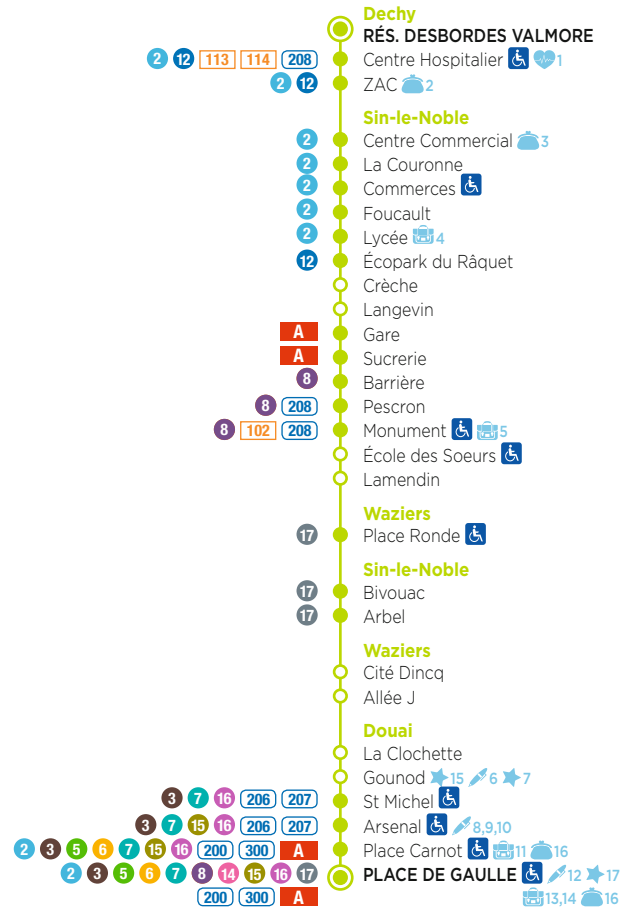 Dechy
RÉS. DESBORDES VALMORE
2 12 113 114 208 Centre Hospitalier 1
2 12 ZAC 2
Sin-le-Noble
2 Centre Commercial 3
2 La Couronne
2 Commerces
2 Foucault
2 Lycée 4
12 Écopark du Râquet
Crèche
Langevin
A Gare
A Sucrerie
8 Barrière
8 208 Pescron
8 102 208 Monument 5
École des Soeurs
Lamendin
Waziers
17 Place Ronde
Sin-le-Noble
17 Bivouac
17 Arbel
Waziers
Cité Dincq
Allée J
Douai
La Clochette
Gounod 15 6 7
3 7 16 206 207 St Michel
3 7 15 16 206 207 Arsenal 8,9,10
2 3 5 6 7 15 16 200 300 A Place Carnot 11 16
2 3 5 6 7 8 14 15 16 17 PLACE DE GAULLE 12 17
200 300 A 13,14 16